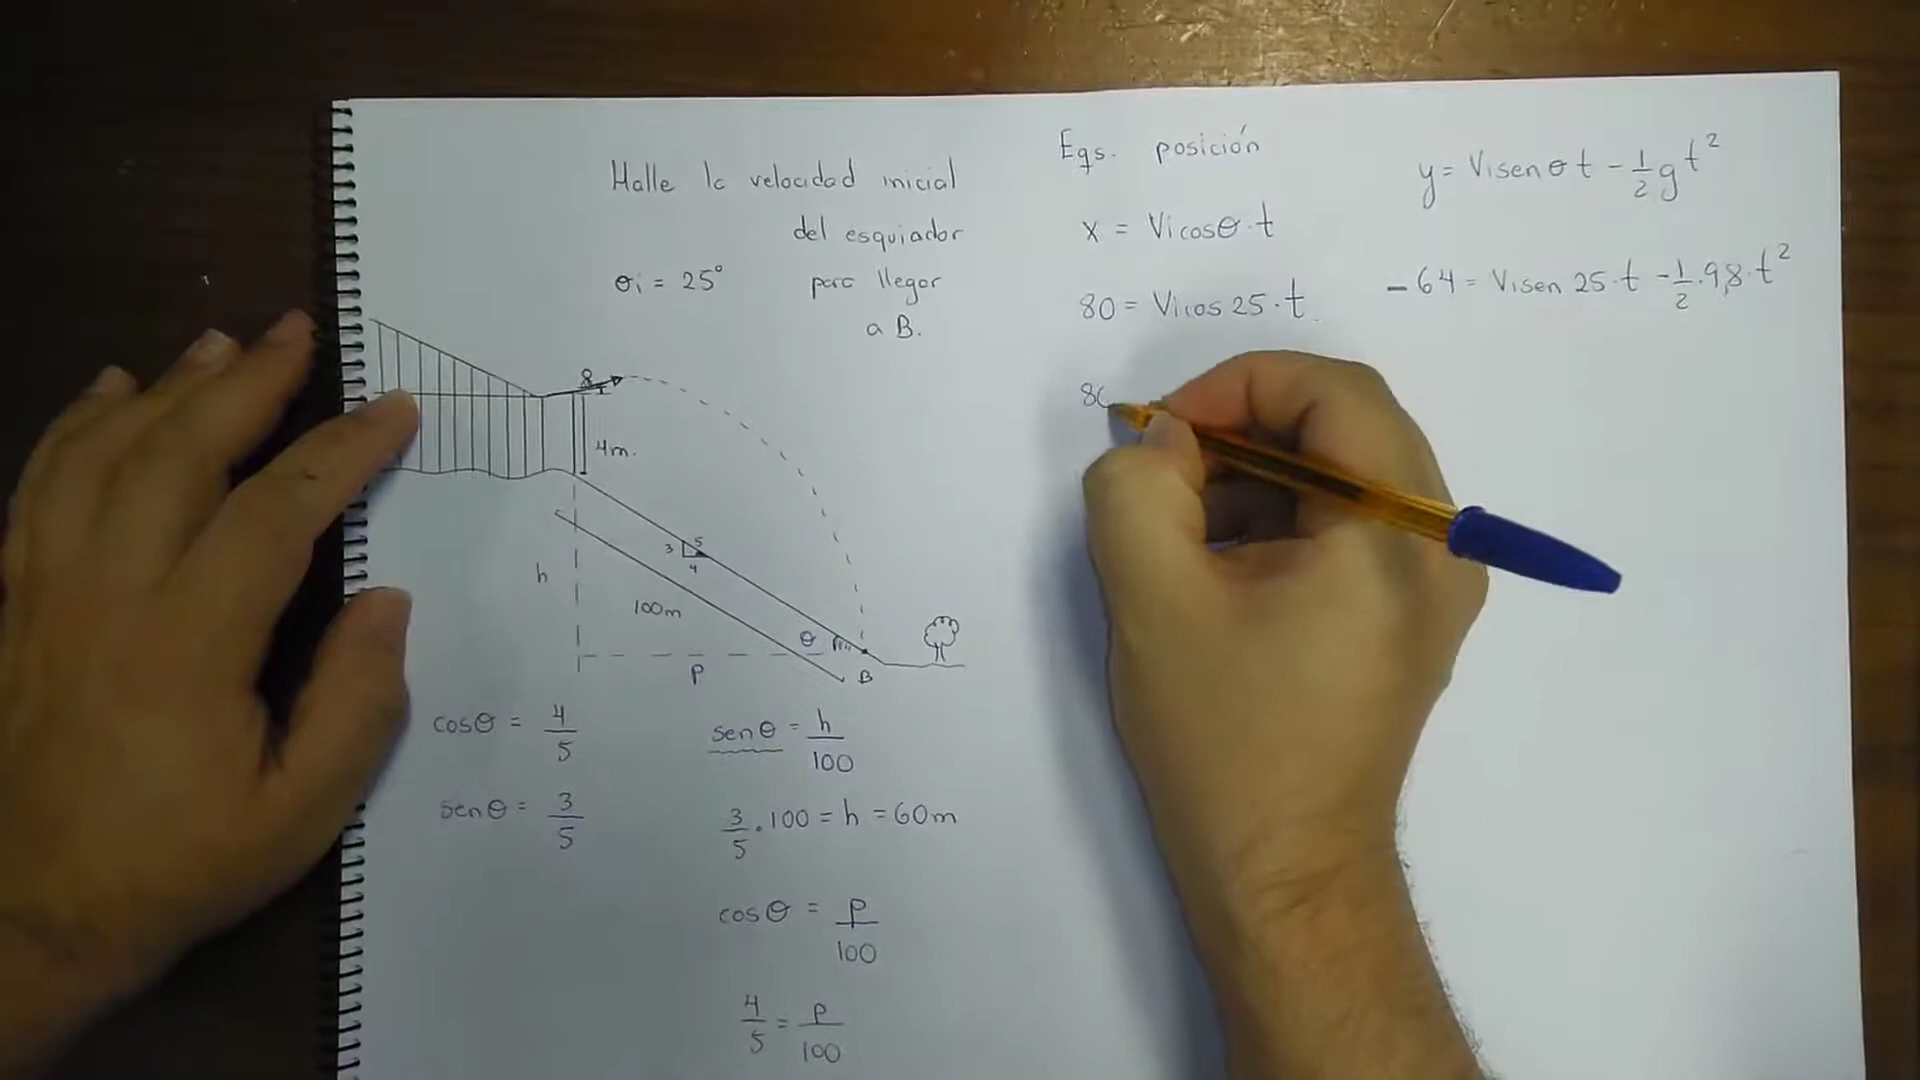 Halle la velocidad inicial
del esquiador
θi = 25° para llegar
a B.
4m.
3 5
4
h
100m
θ
p
B
cosθ = 4/5
senθ = 3/5
senθ = h/100
3/5 . 100 = h = 60m
cosθ = p/100
4/5 = p/100
Eqs. posición
x = Vicosθ·t
80 = Vicos 25·t
80
y = Visenθ t - 1/2 g t²
-64 = Visen 25·t - 1/2·9,8·t²